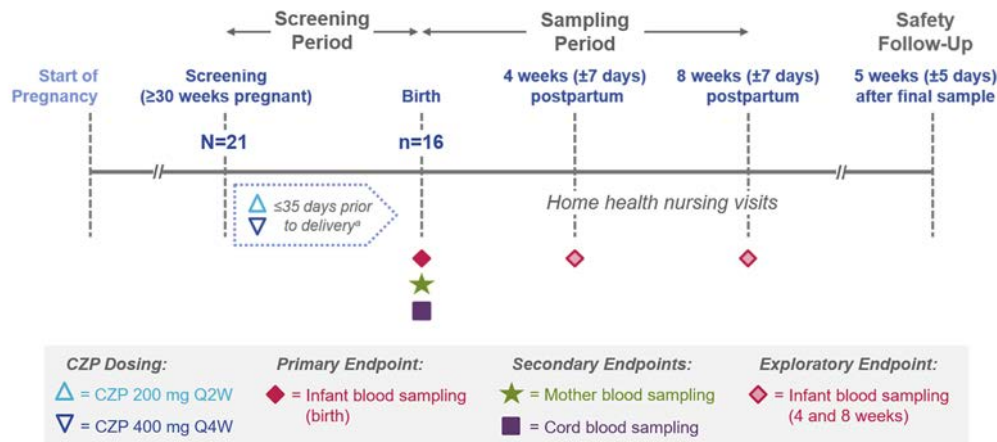 Screening
Period
Sampling
Period
Safety
Follow-Up
Start of
Pregnancy
Screening
(≥30 weeks pregnant)
Birth
4 weeks (±7 days)
postpartum
8 weeks (±7 days)
postpartum
5 weeks (±5 days)
after final sample
N=21
n=16
≤35 days prior
to deliveryᵃ
Home health nursing visits
CZP Dosing:
= CZP 200 mg Q2W
= CZP 400 mg Q4W
Primary Endpoint:
= Infant blood sampling
(birth)
Secondary Endpoints:
= Mother blood sampling
= Cord blood sampling
Exploratory Endpoint:
= Infant blood sampling
(4 and 8 weeks)